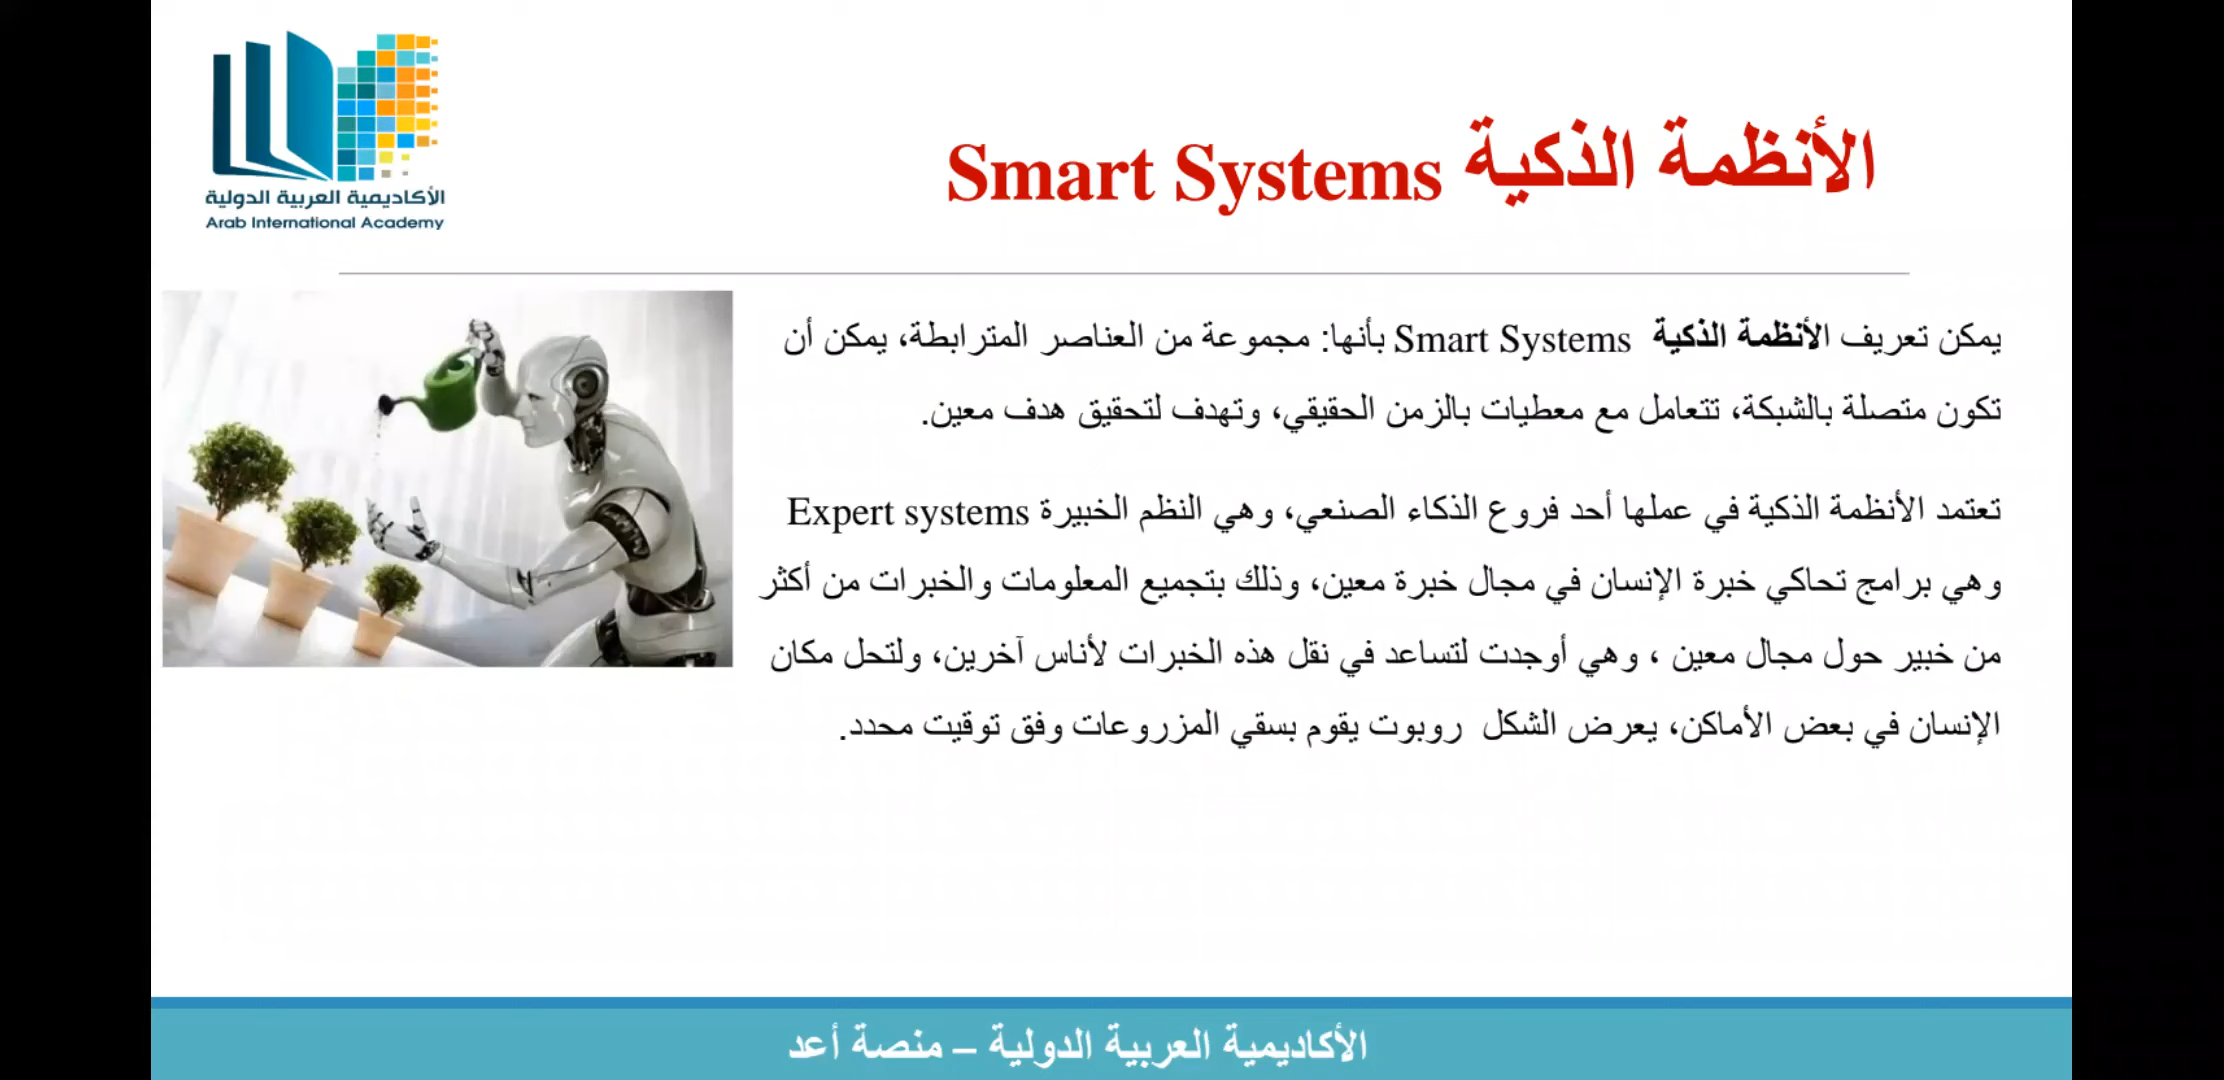 الأكاديمية العربية الدولية
Arab International Academy
الأنظمة الذكية Smart Systems
يمكن تعريف الأنظمة الذكية Smart Systems بأنها: مجموعة من العناصر المترابطة، يمكن أن
تكون متصلة بالشبكة، تتعامل مع معطيات بالزمن الحقيقي، وتهدف لتحقيق هدف معين.
تعتمد الأنظمة الذكية في عملها أحد فروع الذكاء الصنعي، وهي النظم الخبيرة Expert systems
وهي برامج تحاكي خبرة الإنسان في مجال خبرة معين، وذلك بتجميع المعلومات والخبرات من أكثر
من خبير حول مجال معين ، وهي أوجدت لتساعد في نقل هذه الخبرات لأناس آخرين، ولتحل مكان
الإنسان في بعض الأماكن، يعرض الشكل روبوت يقوم بسقي المزروعات وفق توقيت محدد.
الأكاديمية العربية الدولية – منصة أعد